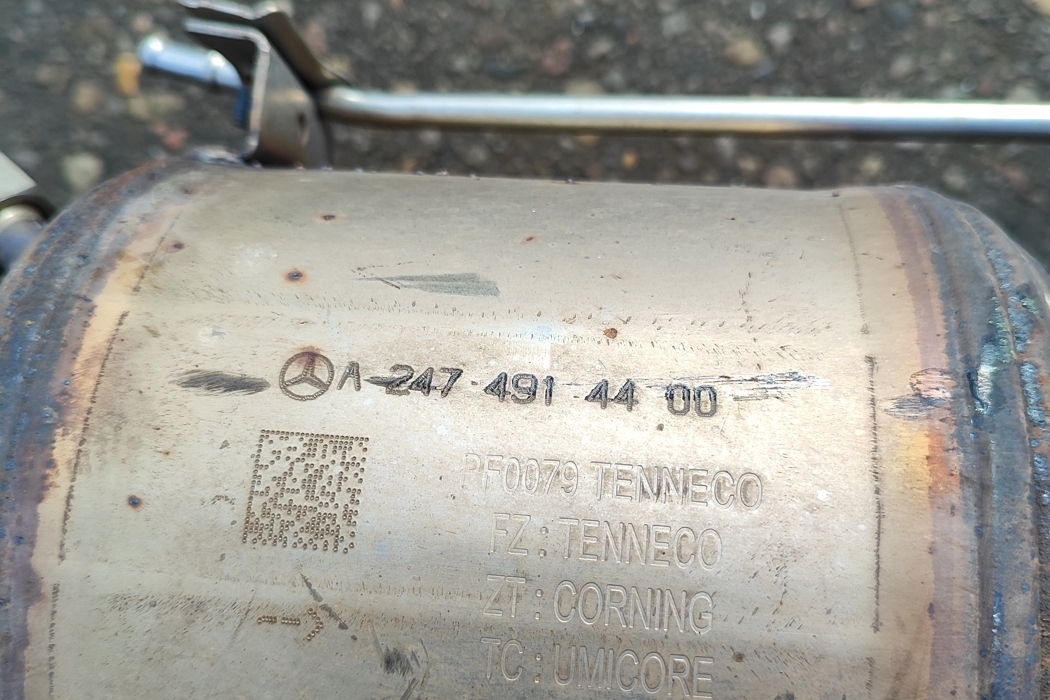 A 247 491 44 00
PF0079 TENNECO
FZ : TENNECO
ZT : CORNING
TC : UMICORE